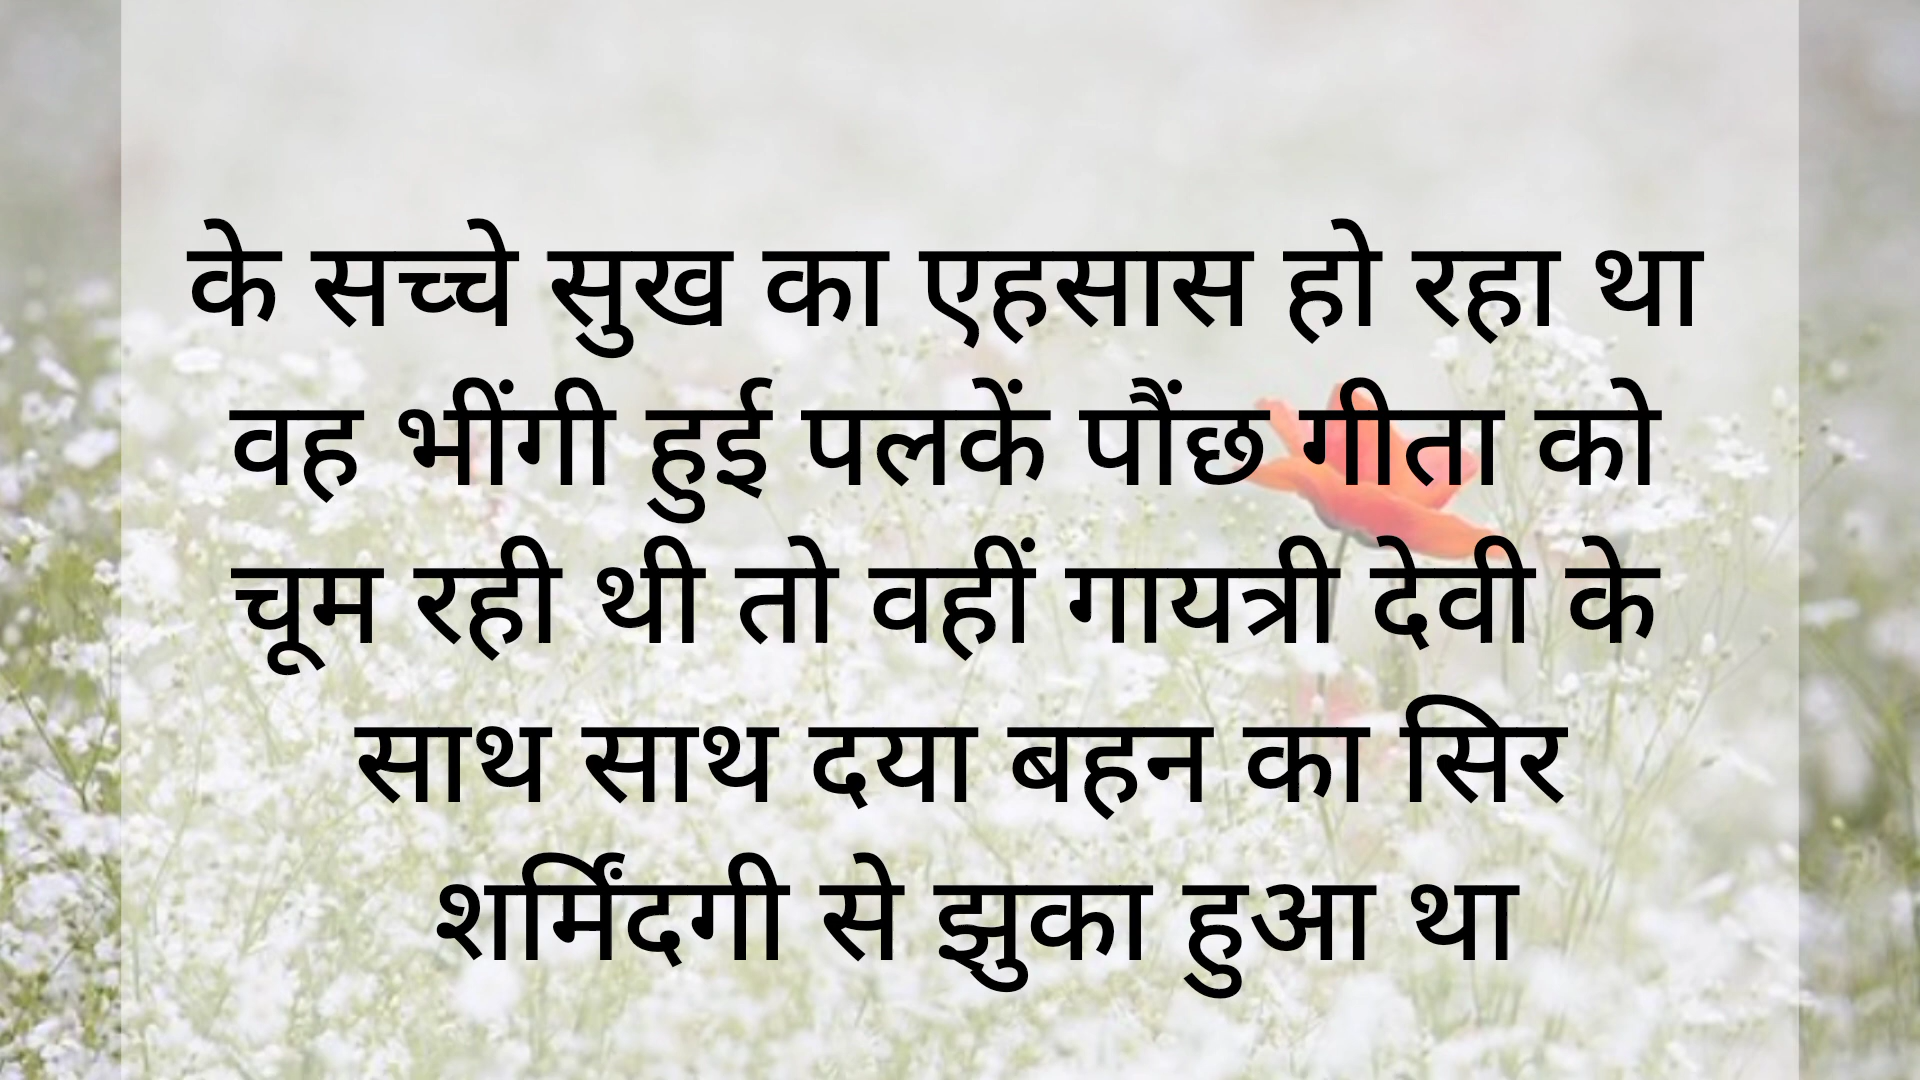 के सच्चे सुख का एहसास हो रहा था
वह भींगी हुई पलकें पौंछ गीता को
चूम रही थी तो वहीं गायत्री देवी के
साथ साथ दया बहन का सिर
शर्मिंदगी से झुका हुआ था